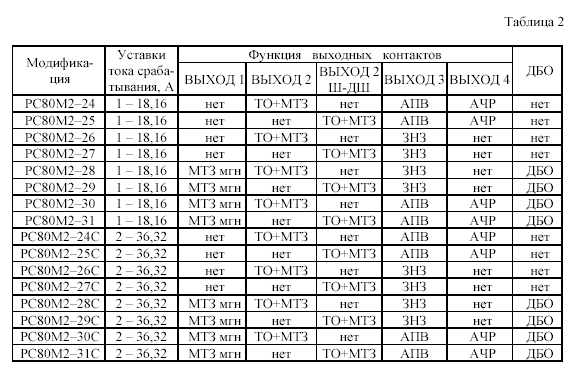 Таблица 2
Модифика-ция Уставки тока сраба-тывания, А Функция выходных контактов ДБО
ВЫХОД 1 ВЫХОД 2 ВЫХОД 2 Ш-ДШ ВЫХОД 3 ВЫХОД 4
РС80М2–24 1 – 18,16 нет ТО+МТЗ нет АПВ АЧР нет
РС80М2–25 1 – 18,16 нет нет ТО+МТЗ АПВ АЧР нет
РС80М2–26 1 – 18,16 нет ТО+МТЗ нет ЗНЗ нет нет
РС80М2–27 1 – 18,16 нет нет ТО+МТЗ ЗНЗ нет нет
РС80М2–28 1 – 18,16 МТЗ мгн ТО+МТЗ нет ЗНЗ нет ДБО
РС80М2–29 1 – 18,16 МТЗ мгн нет ТО+МТЗ ЗНЗ нет ДБО
РС80М2–30 1 – 18,16 МТЗ мгн ТО+МТЗ нет АПВ АЧР ДБО
РС80М2–31 1 – 18,16 МТЗ мгн нет ТО+МТЗ АПВ АЧР ДБО
РС80М2–24С 2 – 36,32 нет ТО+МТЗ нет АПВ АЧР нет
РС80М2–25С 2 – 36,32 нет нет ТО+МТЗ АПВ АЧР нет
РС80М2–26С 2 – 36,32 нет ТО+МТЗ нет ЗНЗ нет нет
РС80М2–27С 2 – 36,32 нет нет ТО+МТЗ ЗНЗ нет нет
РС80М2–28С 2 – 36,32 МТЗ мгн ТО+МТЗ нет ЗНЗ нет ДБО
РС80М2–29С 2 – 36,32 МТЗ мгн нет ТО+МТЗ ЗНЗ нет ДБО
РС80М2–30С 2 – 36,32 МТЗ мгн ТО+МТЗ нет АПВ АЧР ДБО
РС80М2–31С 2 – 36,32 МТЗ мгн нет ТО+МТЗ АПВ АЧР ДБО